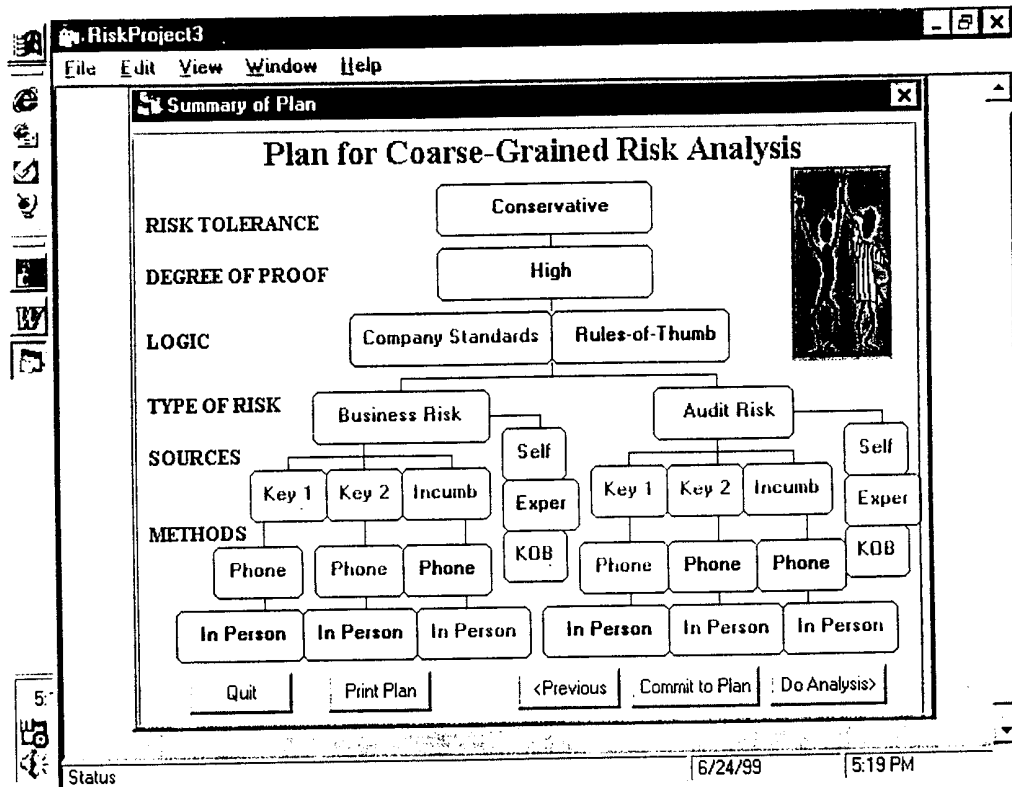 RiskProject3
File Edit View Window Help
Summary of Plan
Plan for Coarse-Grained Risk Analysis
RISK TOLERANCE
Conservative
DEGREE OF PROOF
High
LOGIC
Company Standards Rules-of-Thumb
TYPE OF RISK
Business Risk Audit Risk
SOURCES
Self Self
Key 1 Key 2 Incumb Exper Key 1 Key 2 Incumb Exper
METHODS
KOB KOB
Phone Phone Phone Phone Phone Phone
In Person In Person In Person In Person In Person In Person
Quit Print Plan <Previous Commit to Plan Do Analysis>
5:
Status 6/24/99 5:19 PM